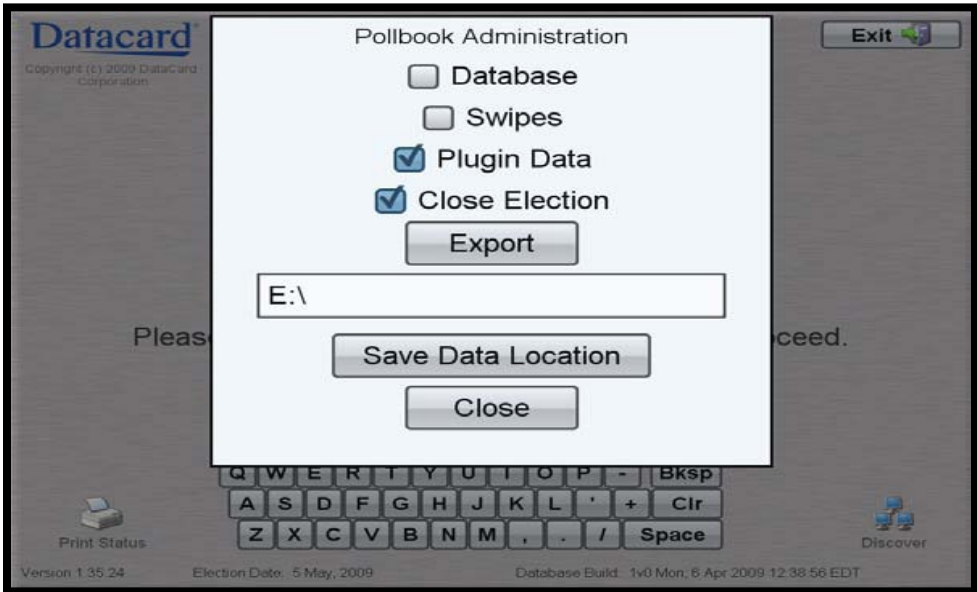 Datacard
Copyright (c) 2009 DataCard
Corporation
Exit
Pollbook Administration
Database
Swipes
Plugin Data
Close Election
Export
E:\
Save Data Location
Close
Q W E R T Y U I O P - Bksp
A S D F G H J K L ' + Clr
Z X C V B N M , . / Space
Print Status
Discover
Version 1.35.24
Election Date: 5 May, 2009
Database Build: 1v0 Mon, 6 Apr 2009 12:38:56 EDT